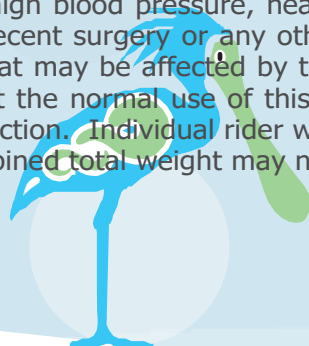 high blood pressure, hea
ecent surgery or any oth
at may be affected by t
t the normal use of this
ction. Individual rider w
bined total weight may n